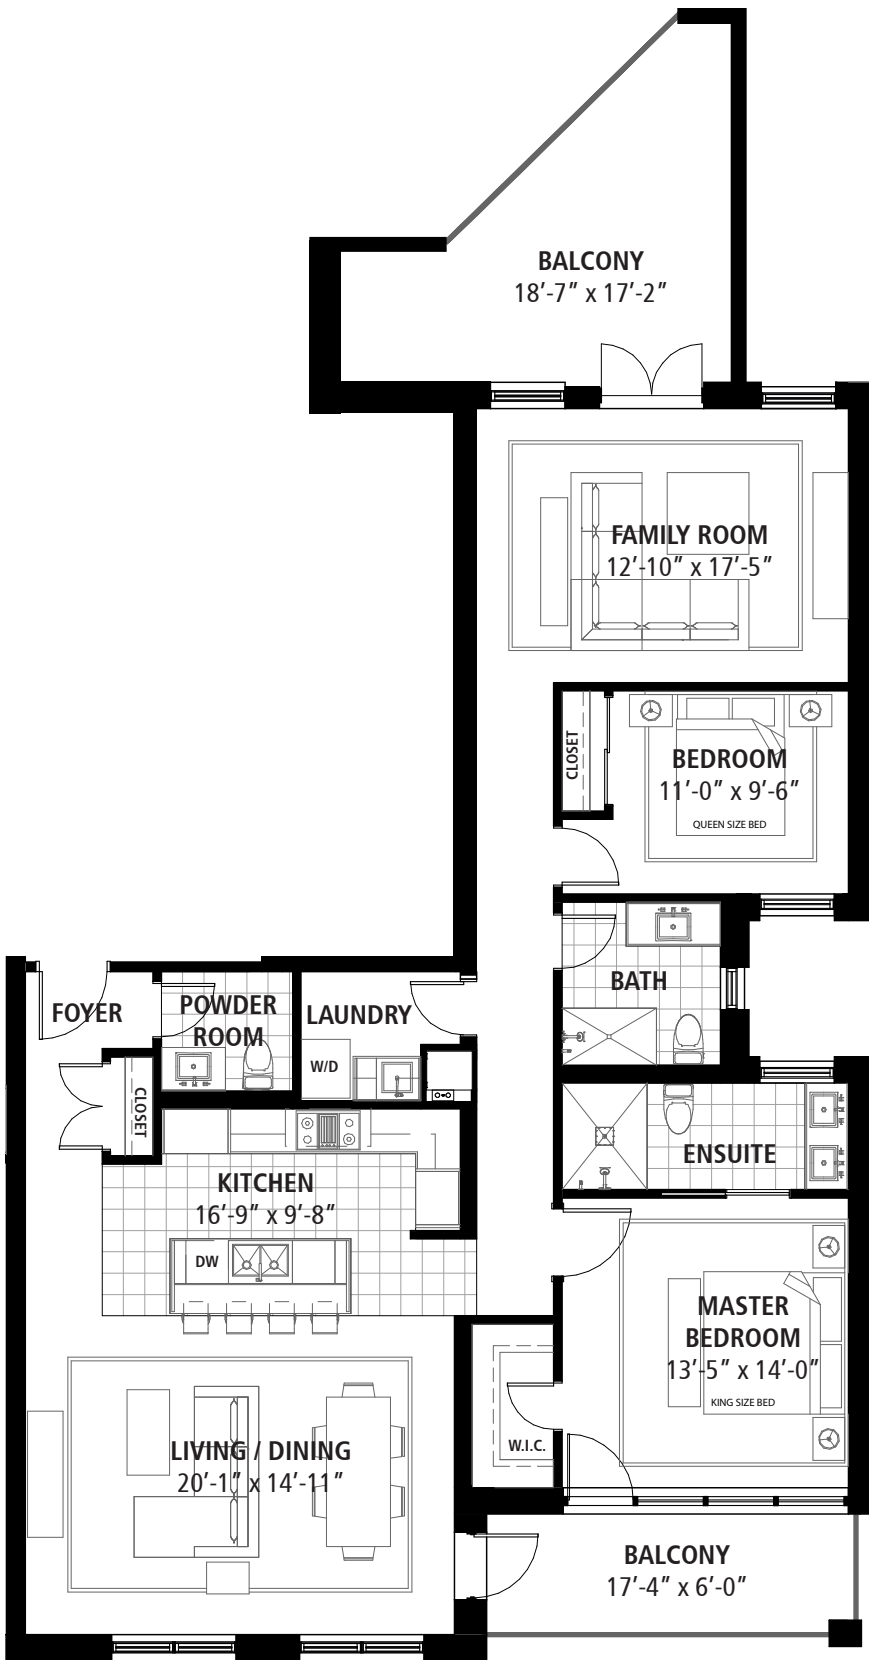 BALCONY
18’-7” x 17’-2”
FAMILY ROOM
12’-10” x 17’-5”
CLOSET
BEDROOM
11’-0” x 9’-6”
QUEEN SIZE BED
BATH
FOYER
POWDER
ROOM
LAUNDRY
W/D
CLOSET
ENSUITE
KITCHEN
16’-9” x 9’-8”
DW
MASTER
BEDROOM
13’-5” x 14’-0”
KING SIZE BED
W.I.C.
LIVING / DINING
20’-1” x 14’-11”
BALCONY
17’-4” x 6’-0”